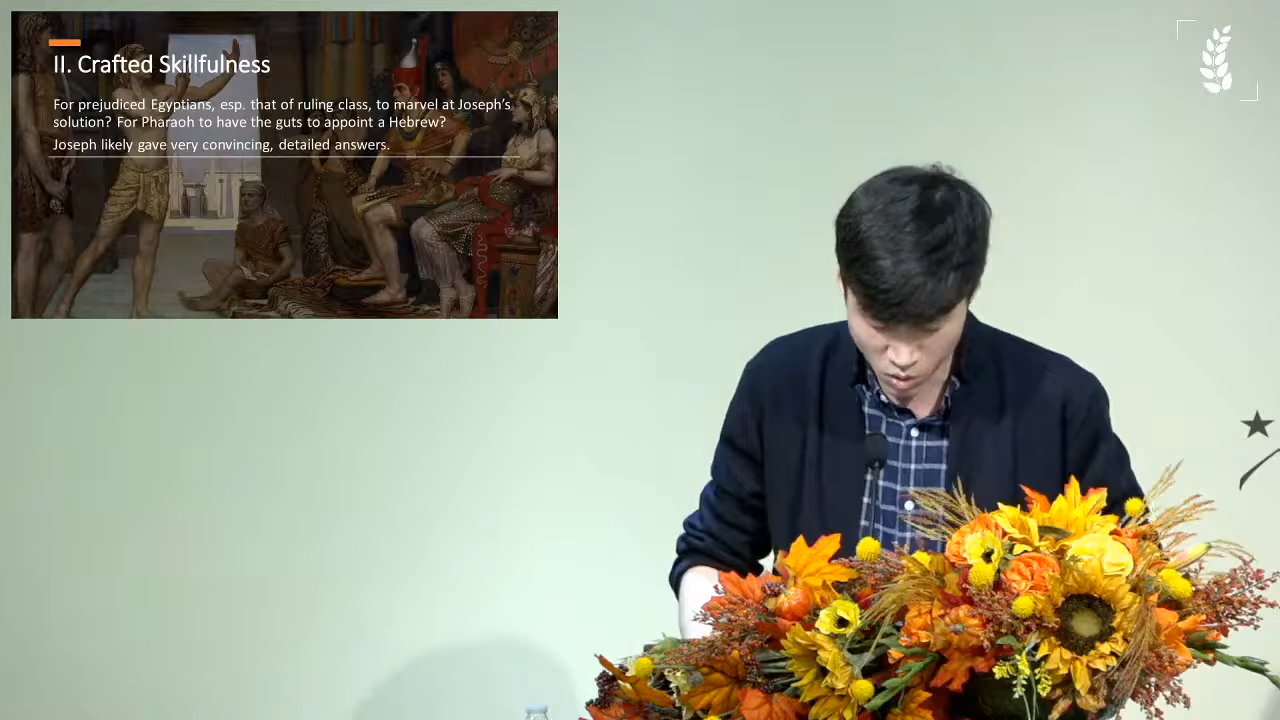 II. Crafted Skillfulness
For prejudiced Egyptians, esp. that of ruling class, to marvel at Joseph's
solution? For Pharaoh to have the guts to appoint a Hebrew?
Joseph likely gave very convincing, detailed answers.